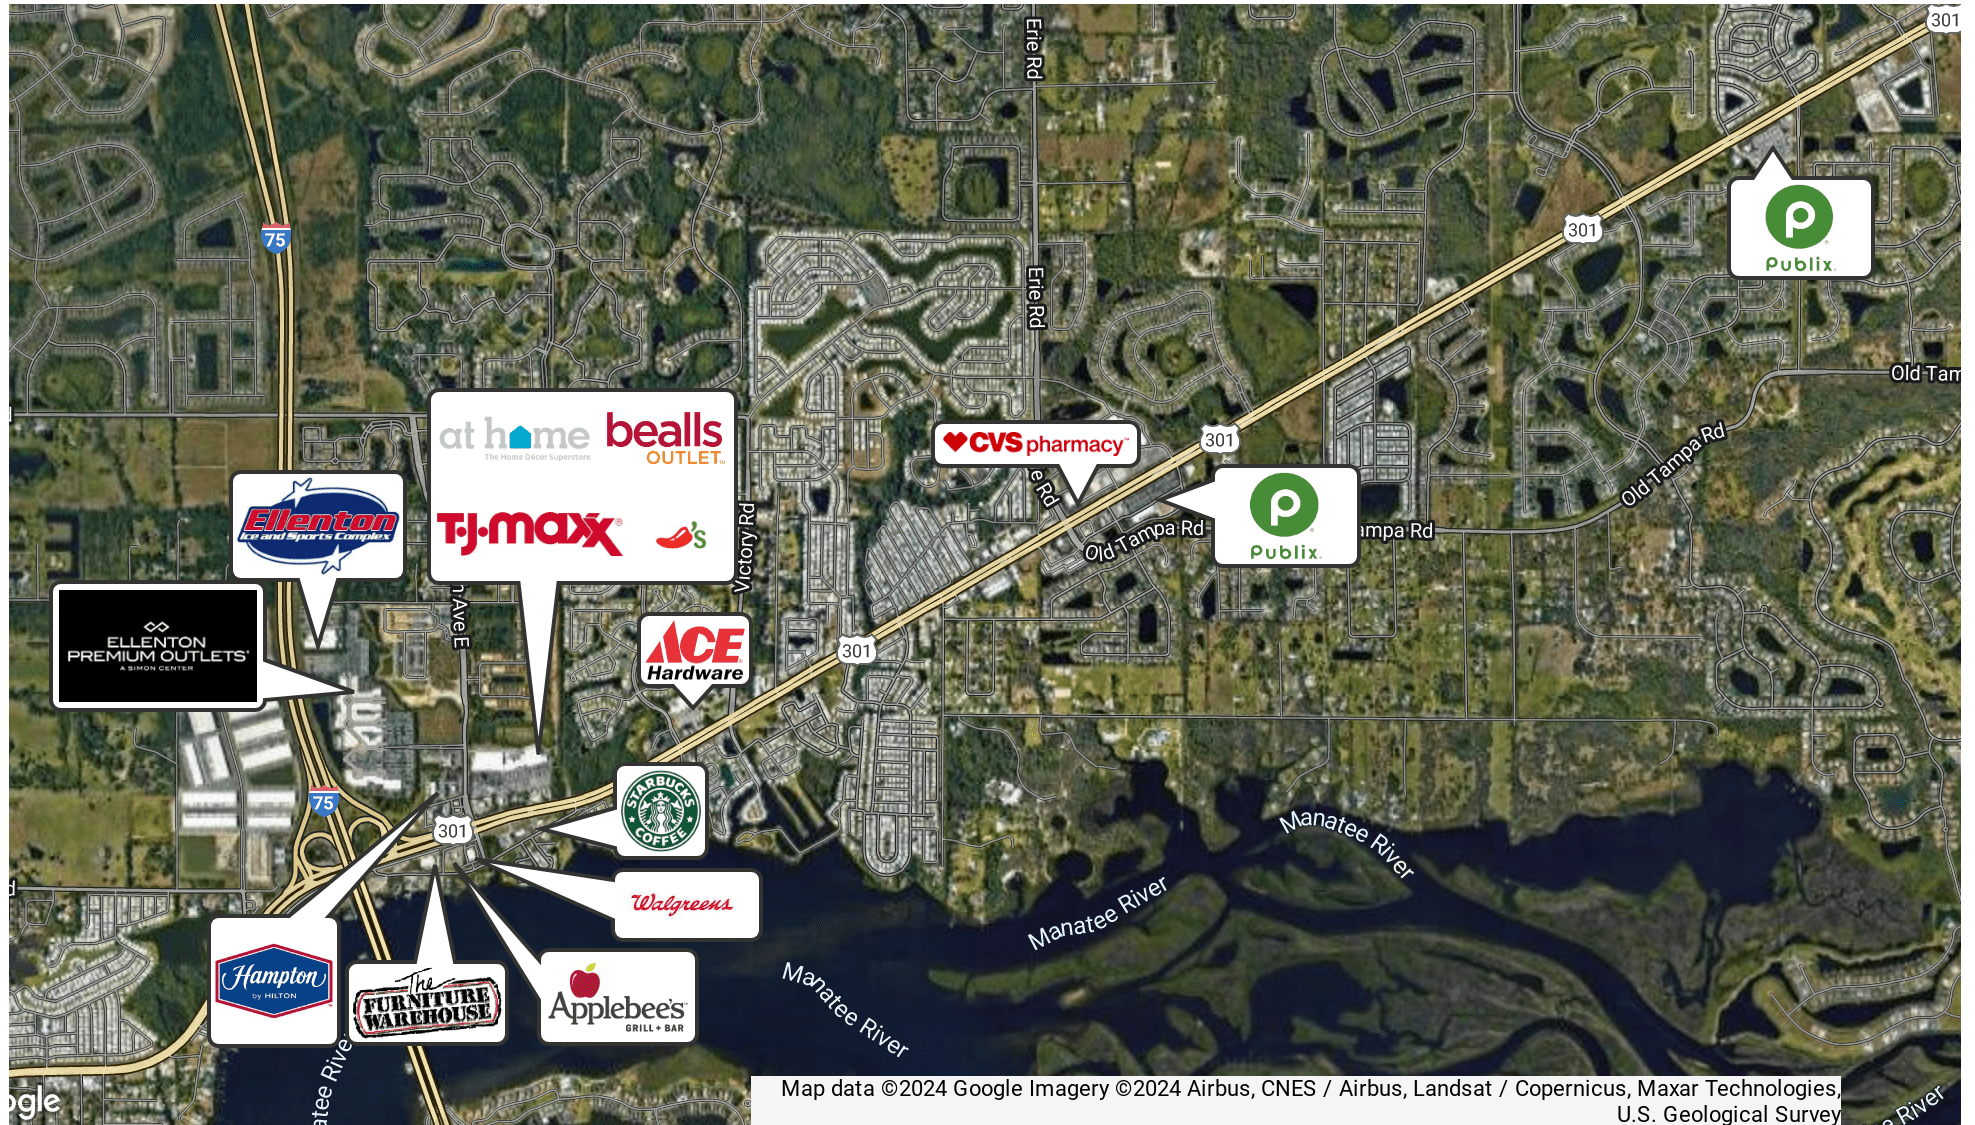 301
Erie Rd
75
301
Publix
Erie Rd
Old Tam
at home
The Home Décor Superstore
bealls
OUTLET
CVS pharmacy
301
Old Tampa Rd
Ellenton
Ice and Sports Complex
T·J·maxx
Victory Rd
e Rd
Old Tampa Rd
Publix
ampa Rd
ELLENTON
PREMIUM OUTLETS
A SIMON CENTER
n Ave E
ACE
Hardware
301
75
301
STARBUCKS
COFFEE
Manatee River
Walgreens
Manatee River
Hampton
by HILTON
The
FURNITURE
WAREHOUSE
Applebee's
GRILL + BAR
Manatee River
atee Rive
ogle
Map data ©2024 Google Imagery ©2024 Airbus, CNES / Airbus, Landsat / Copernicus, Maxar Technologies,
U.S. Geological Survey
e River